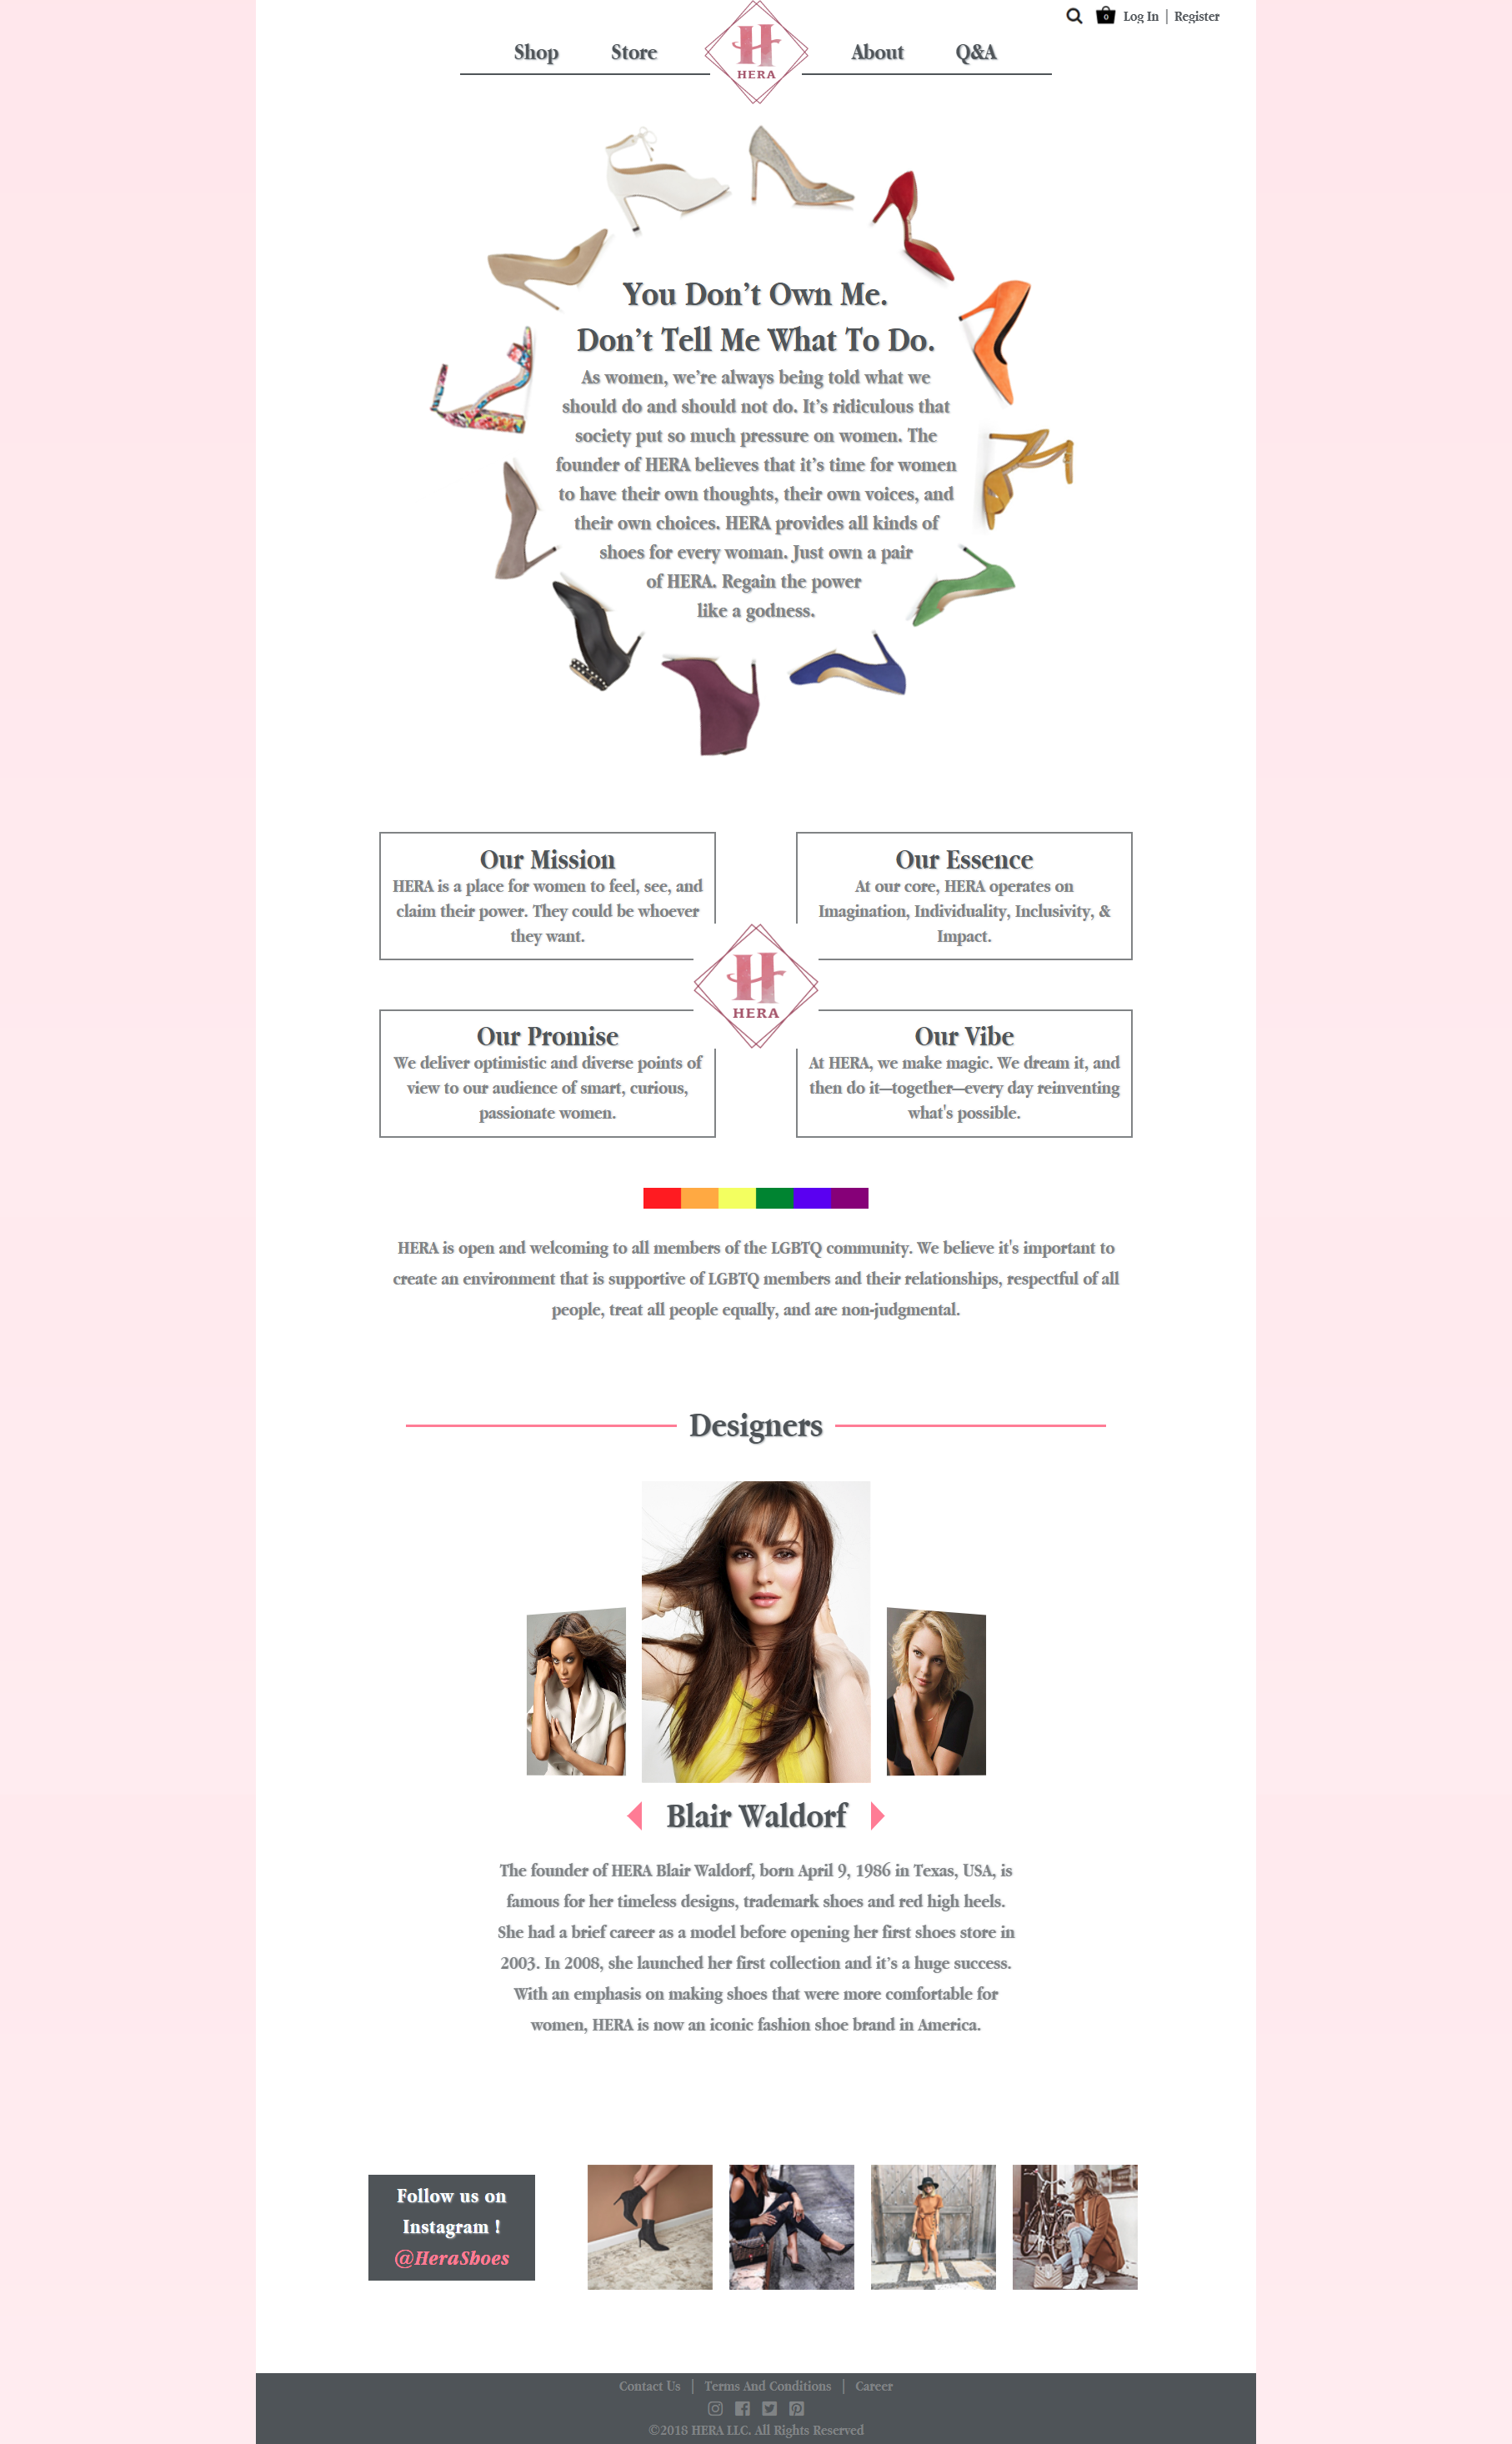 0 Log In | Register
Shop Store About Q&A
H
HERA
You Don’t Own Me.
Don’t Tell Me What To Do.
As women, we’re always being told what we
should do and should not do. It’s ridiculous that
society put so much pressure on women. The
founder of HERA believes that it’s time for women
to have their own thoughts, their own voices, and
their own choices. HERA provides all kinds of
shoes for every woman. Just own a pair
of HERA. Regain the power
like a godness.
Our Mission
HERA is a place for women to feel, see, and
claim their power. They could be whoever
they want.
Our Essence
At our core, HERA operates on
Imagination, Individuality, Inclusivity, &
Impact.
H
HERA
Our Promise
We deliver optimistic and diverse points of
view to our audience of smart, curious,
passionate women.
Our Vibe
At HERA, we make magic. We dream it, and
then do it—together—every day reinventing
what's possible.
HERA is open and welcoming to all members of the LGBTQ community. We believe it's important to
create an environment that is supportive of LGBTQ members and their relationships, respectful of all
people, treat all people equally, and are non-judgmental.
Designers
Blair Waldorf
The founder of HERA Blair Waldorf, born April 9, 1986 in Texas, USA, is
famous for her timeless designs, trademark shoes and red high heels.
She had a brief career as a model before opening her first shoes store in
2003. In 2008, she launched her first collection and it’s a huge success.
With an emphasis on making shoes that were more comfortable for
women, HERA is now an iconic fashion shoe brand in America.
Follow us on
Instagram !
@HeraShoes
Contact Us | Terms And Conditions | Career
©2018 HERA LLC. All Rights Reserved